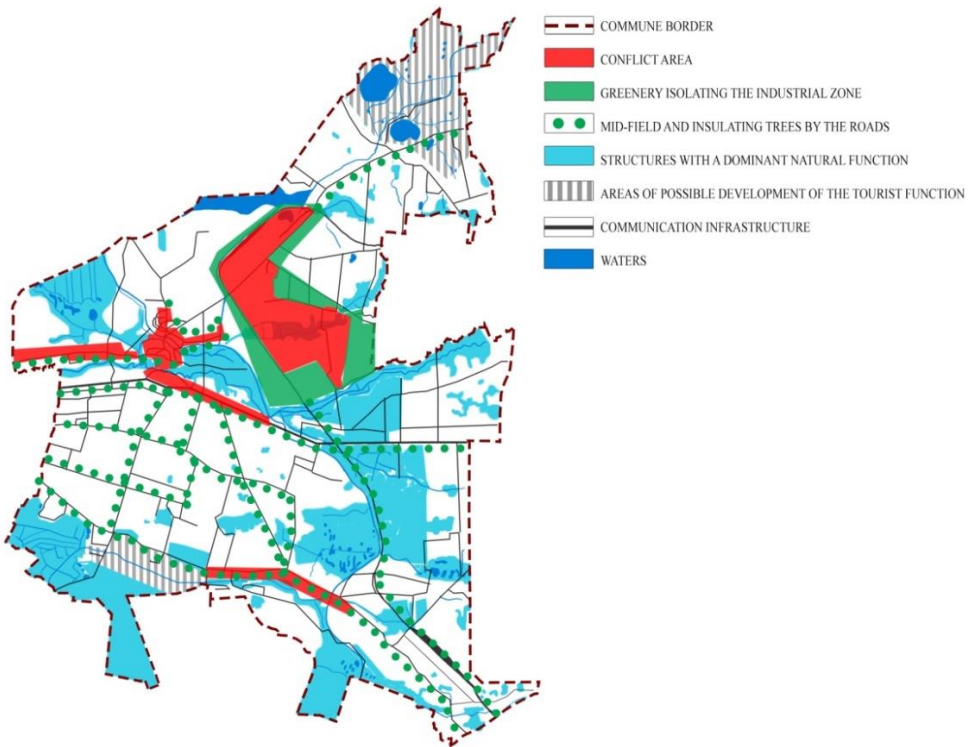 COMMUNE BORDER
CONFLICT AREA
GREENERY ISOLATING THE INDUSTRIAL ZONE
MID-FIELD AND INSULATING TREES BY THE ROADS
STRUCTURES WITH A DOMINANT NATURAL FUNCTION
AREAS OF POSSIBLE DEVELOPMENT OF THE TOURIST FUNCTION
COMMUNICATION INFRASTRUCTURE
WATERS